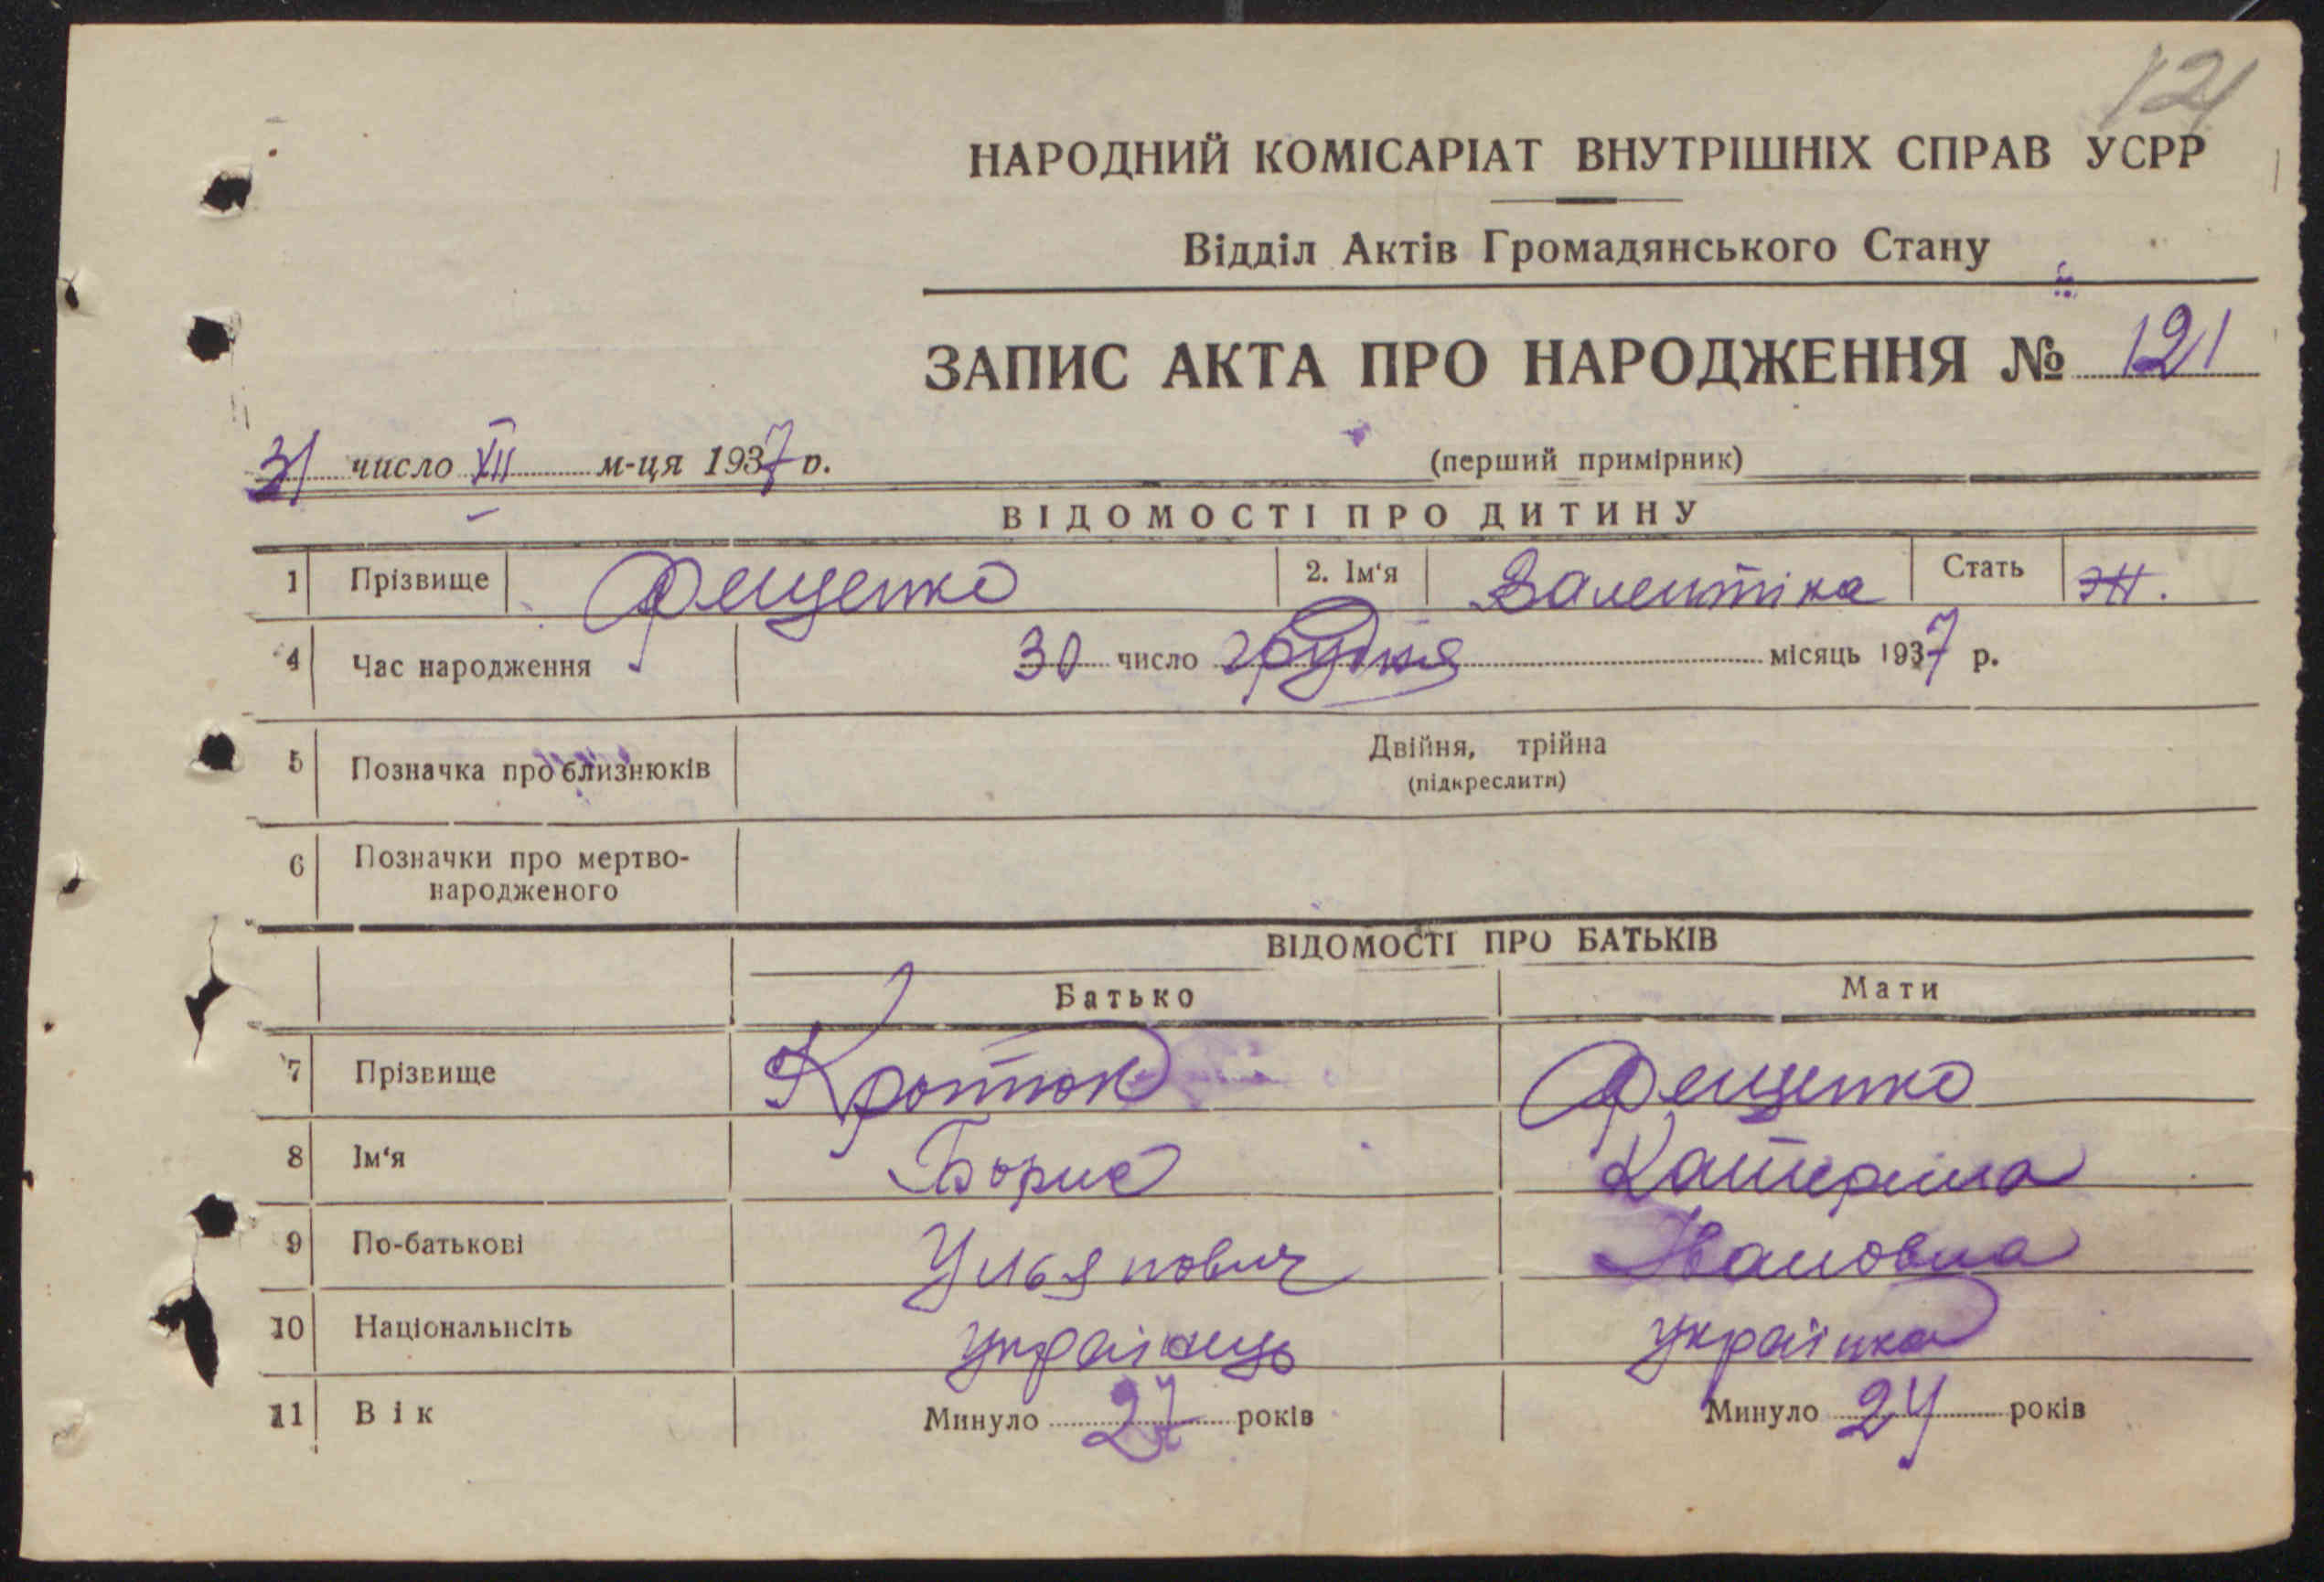 121
НАРОДНИЙ КОМІСАРІАТ ВНУТРІШНІХ СПРАВ УСРР
Відділ Актів Громадянського Стану
ЗАПИС АКТА ПРО НАРОДЖЕННЯ № 121
31 число XII м-ця 1937 р. (перший примірник)
ВІДОМОСТІ ПРО ДИТИНУ
1 Прізвище Фещенко 2. Ім'я Валентіна Стать Ж.
4 Час народження 30 число грудня місяць 1937 р.
5 Позначка про близнюків Двійня, трійна
(підкреслити)
6 Позначки про мертво-
народженого
ВІДОМОСТІ ПРО БАТЬКІВ
Батько Мати
7 Прізвище Кротюк Фещенко
8 Ім'я Борис Катерина
9 По-батькові Ульянович Івановна
10 Національнсіть українець українка
11 Вік Минуло 27 років Минуло 24 років